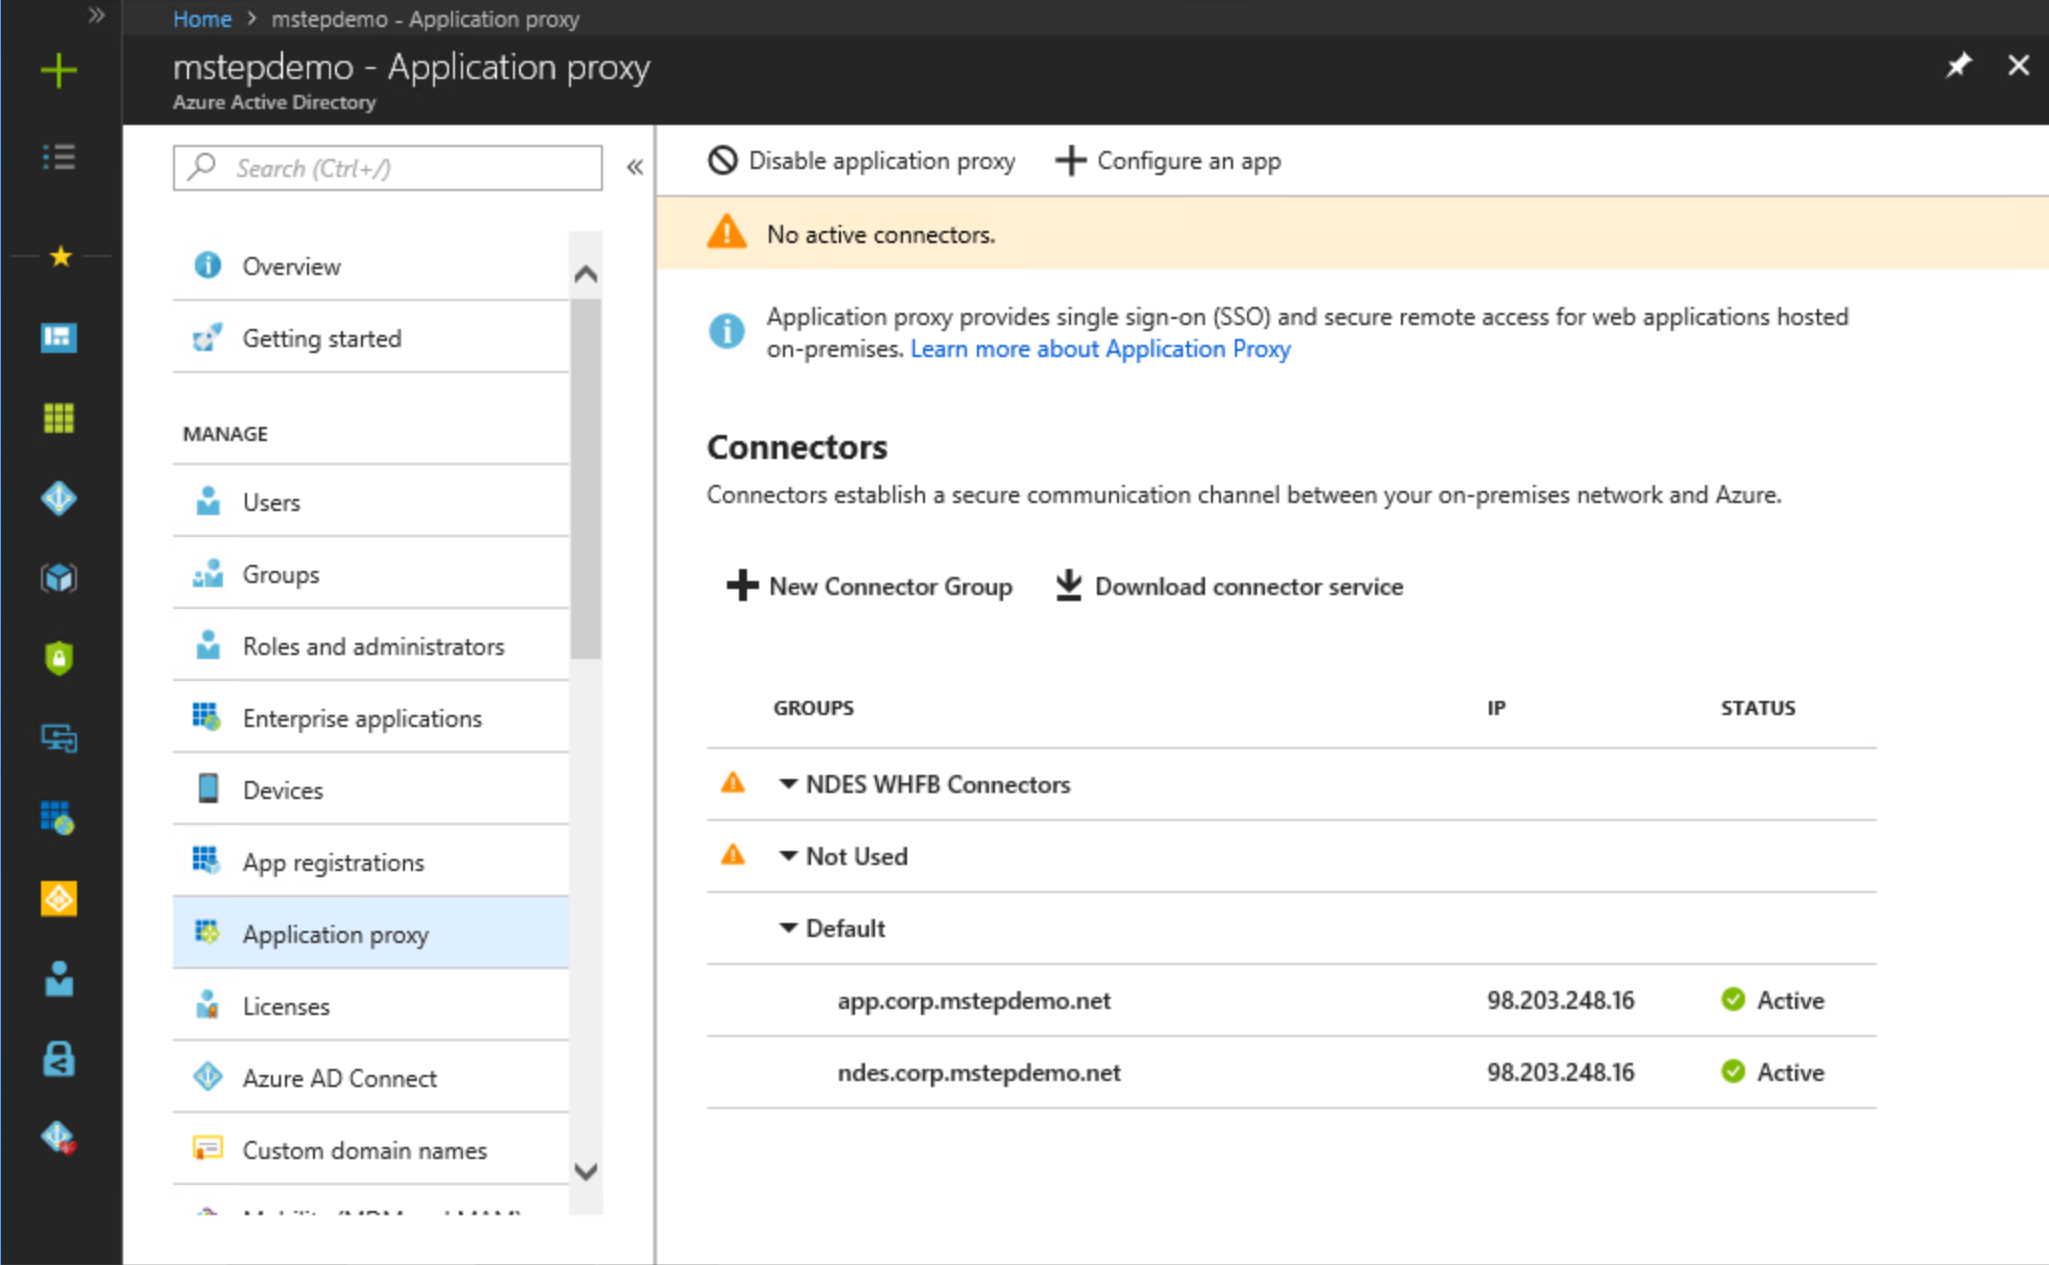 Home > mstepdemo - Application proxy
mstepdemo - Application proxy
Azure Active Directory
Search (Ctrl+/)
Overview
Getting started
MANAGE
Users
Groups
Roles and administrators
Enterprise applications
Devices
App registrations
Application proxy
Licenses
Azure AD Connect
Custom domain names
Disable application proxy
Configure an app
No active connectors.
Application proxy provides single sign-on (SSO) and secure remote access for web applications hosted
on-premises. Learn more about Application Proxy
Connectors
Connectors establish a secure communication channel between your on-premises network and Azure.
New Connector Group
Download connector service
GROUPS IP STATUS
NDES WHFB Connectors
Not Used
Default
app.corp.mstepdemo.net 98.203.248.16 Active
ndes.corp.mstepdemo.net 98.203.248.16 Active